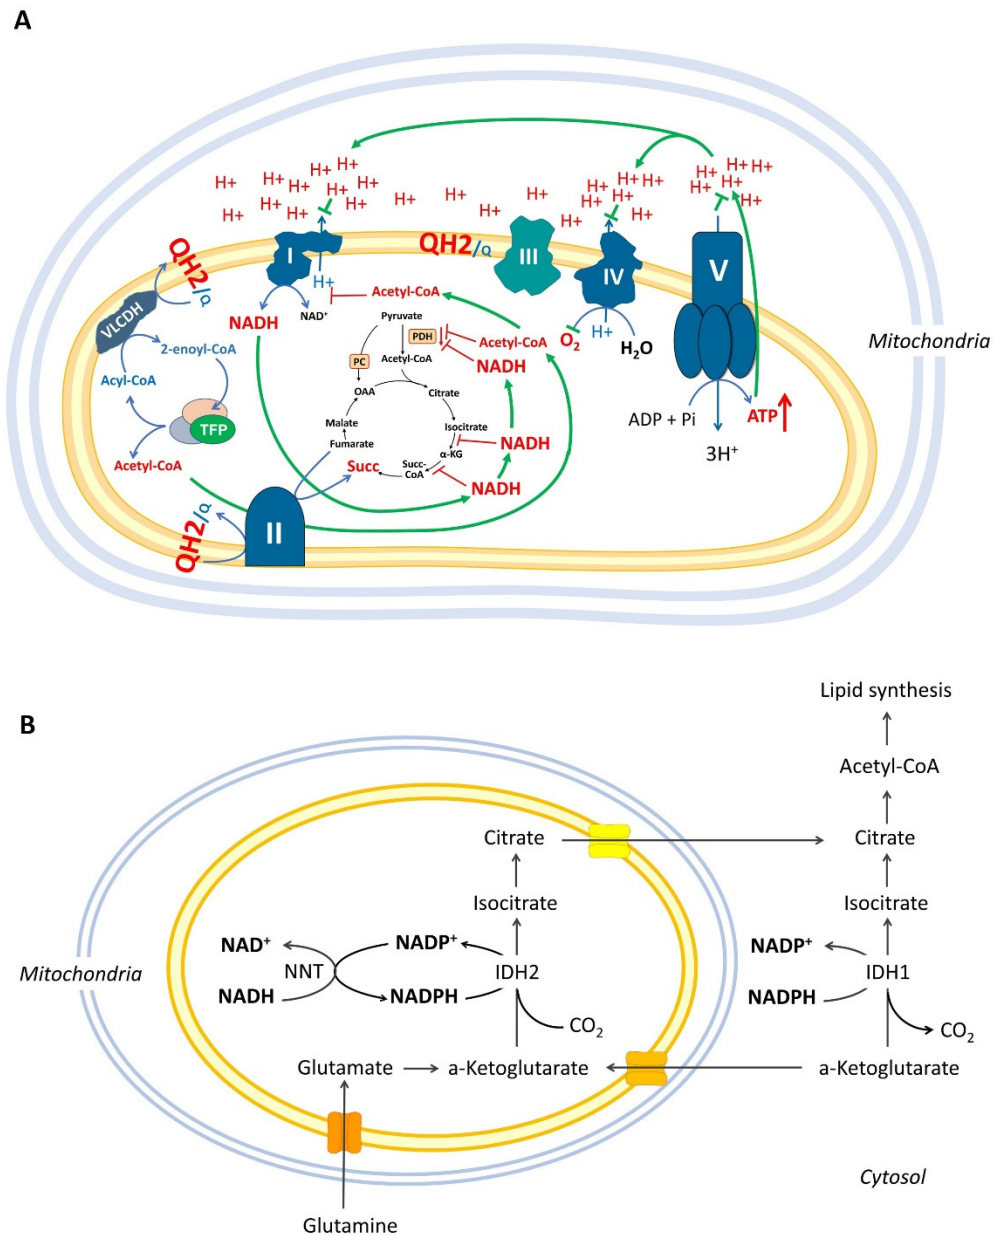 A
H+ H+ H+ H+ H+ H+ H+ H+ H+ H+
H+ H+ H+ H+ H+
H+ H+ H+ H+ H+ H+
H+ H+ H+ H+ H+ H+
QH2/Q
VLCDH
I
H+
QH2/Q
III
IV
H+
V
Mitochondria
NADH
NAD+
Acetyl-CoA
Pyruvate
PDH
Acetyl-CoA
O2
H2O
2-enoyl-CoA
Acyl-CoA
PC
Acetyl-CoA
NADH
OAA
Citrate
TFP
Malate
Isocitrate
NADH
Fumarate
α-KG
Acetyl-CoA
Succ
Succ-
CoA
NADH
ADP + Pi
ATP
3H+
QH2/Q
II
B
Lipid synthesis
Acetyl-CoA
Citrate
Citrate
Isocitrate
Isocitrate
NAD+
NADP+
NADP+
Mitochondria
NNT
IDH2
IDH1
NADH
NADPH
NADPH
CO2
CO2
Glutamate
a-Ketoglutarate
a-Ketoglutarate
Cytosol
Glutamine